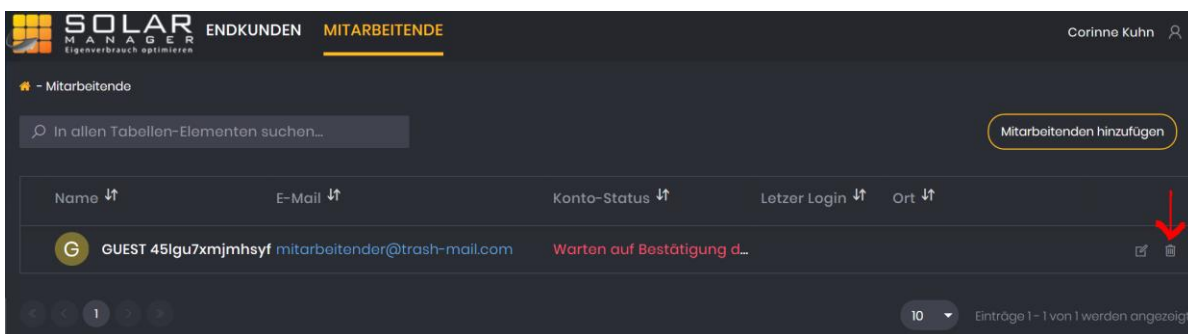 SOLAR
MANAGER
Eigenverbrauch optimieren
ENDKUNDEN MITARBEITENDE
Corinne Kuhn
- Mitarbeitende
In allen Tabellen-Elementen suchen...
Mitarbeitenden hinzufügen
Name E-Mail Konto-Status Letzer Login Ort
G GUEST 45lgu7xmjmhsyf mitarbeitender@trash-mail.com Warten auf Bestätigung d...
1 10 Einträge 1 - 1 von 1 werden angezeigt